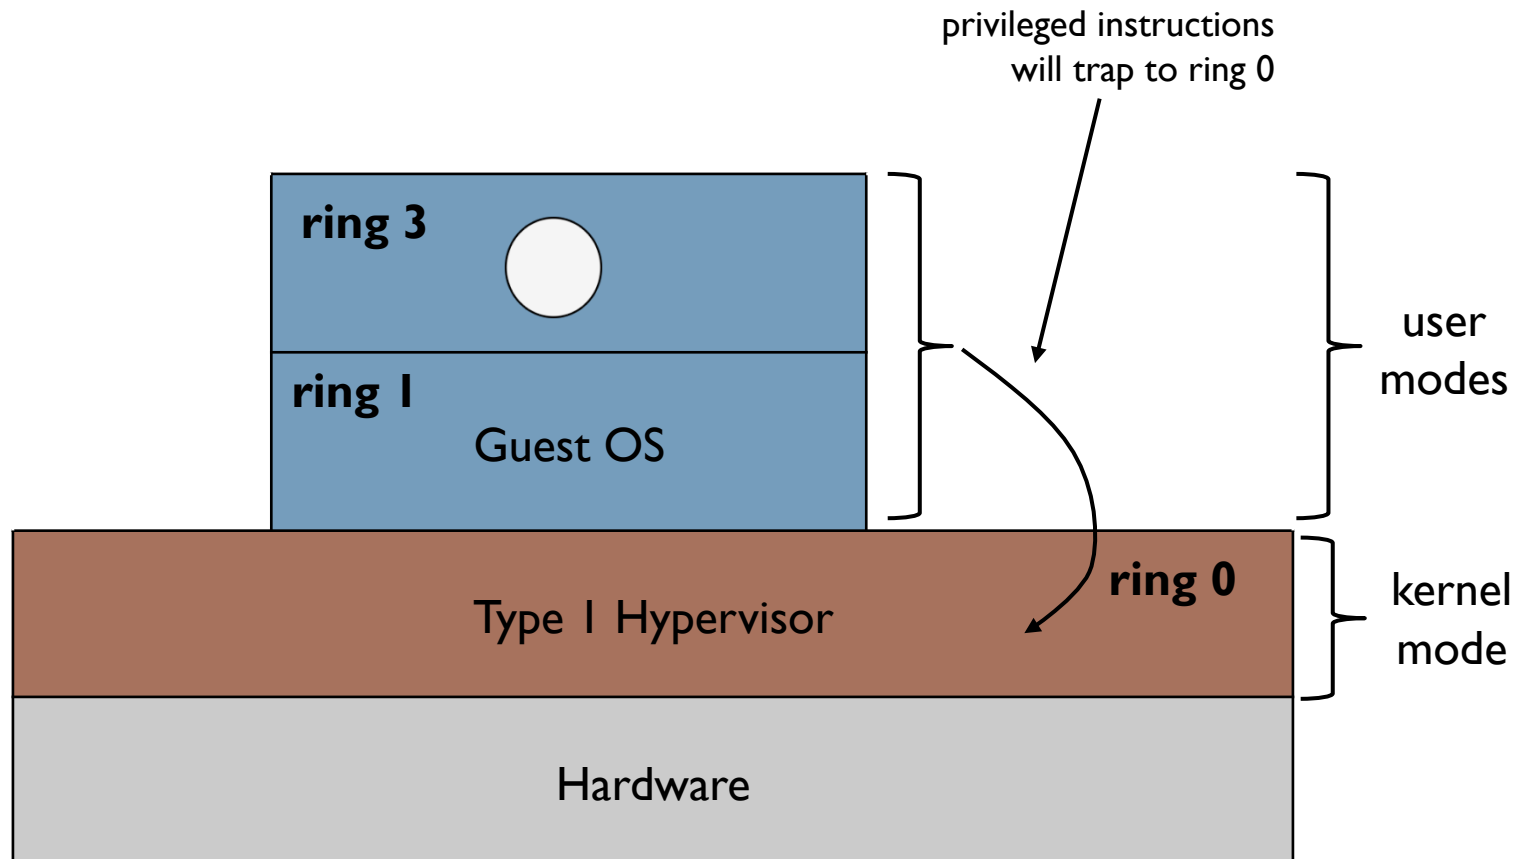 privileged instructions
will trap to ring 0
ring 3
ring 1
Guest OS
user
modes
ring 0
Type 1 Hypervisor
kernel
mode
Hardware